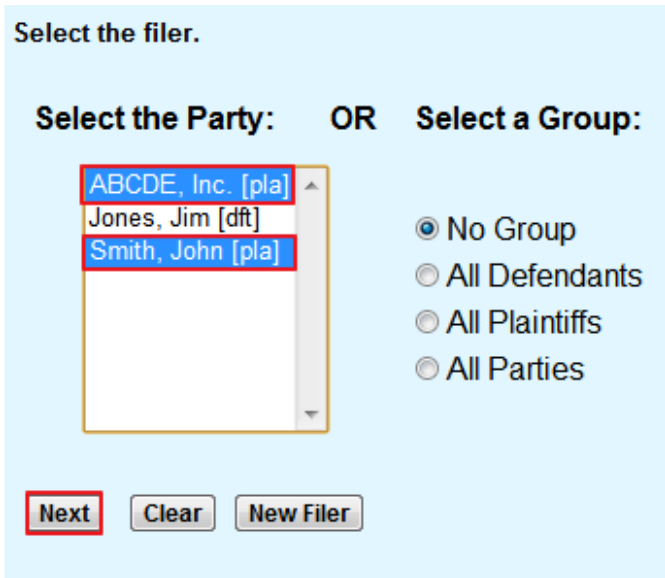 Select the filer.
Select the Party: OR Select a Group:
ABCDE, Inc. [pla]
Jones, Jim [dft]
Smith, John [pla]
No Group
All Defendants
All Plaintiffs
All Parties
Next Clear New Filer